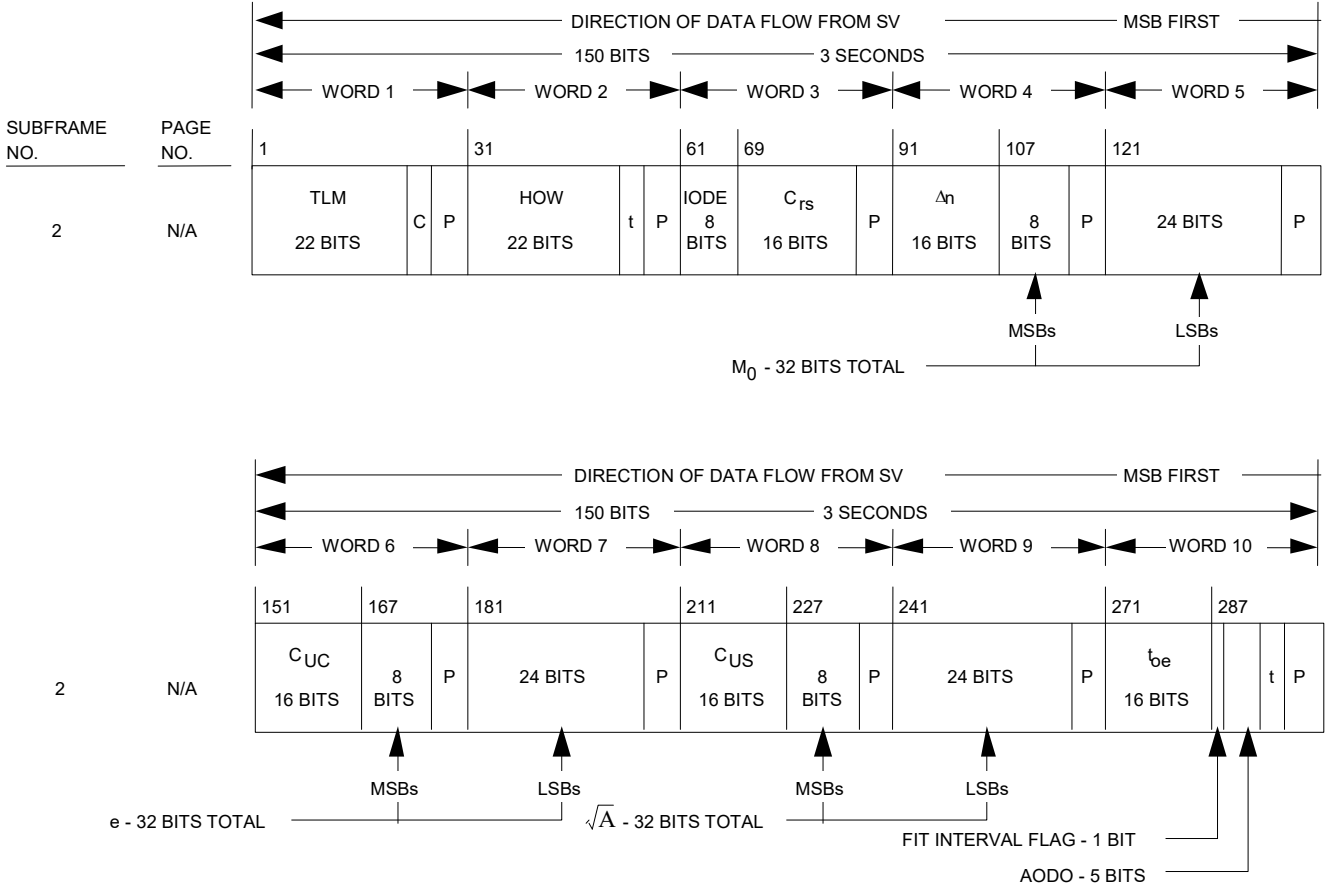 DIRECTION OF DATA FLOW FROM SV MSB FIRST
150 BITS 3 SECONDS
WORD 1 WORD 2 WORD 3 WORD 4 WORD 5
SUBFRAME NO. PAGE NO.
1 31 61 69 91 107 121
2 N/A
TLM 22 BITS C P HOW 22 BITS t P IODE 8 BITS Crs 16 BITS P Δn 16 BITS 8 BITS P 24 BITS P
MSBs LSBs
M0 - 32 BITS TOTAL
DIRECTION OF DATA FLOW FROM SV MSB FIRST
150 BITS 3 SECONDS
WORD 6 WORD 7 WORD 8 WORD 9 WORD 10
151 167 181 211 227 241 271 287
2 N/A
CUC 16 BITS 8 BITS P 24 BITS P CUS 16 BITS 8 BITS P 24 BITS P toe 16 BITS t P
MSBs LSBs MSBs LSBs
e - 32 BITS TOTAL √A - 32 BITS TOTAL
FIT INTERVAL FLAG - 1 BIT
AODO - 5 BITS